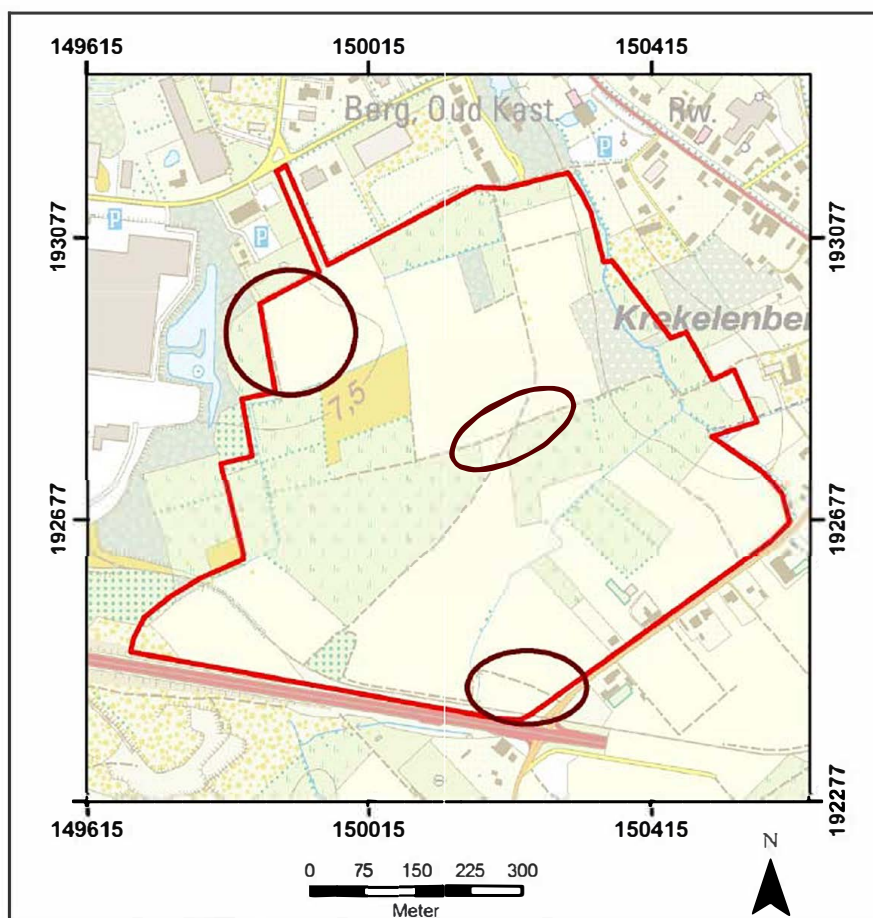 149615 150015 150415
Berg, Oud Kast. Rw.
P
P
193077 193077
P
Krekelenber
7,5
192677 192677
192277
149615 150015 150415
N
0 75 150 225 300
Meter